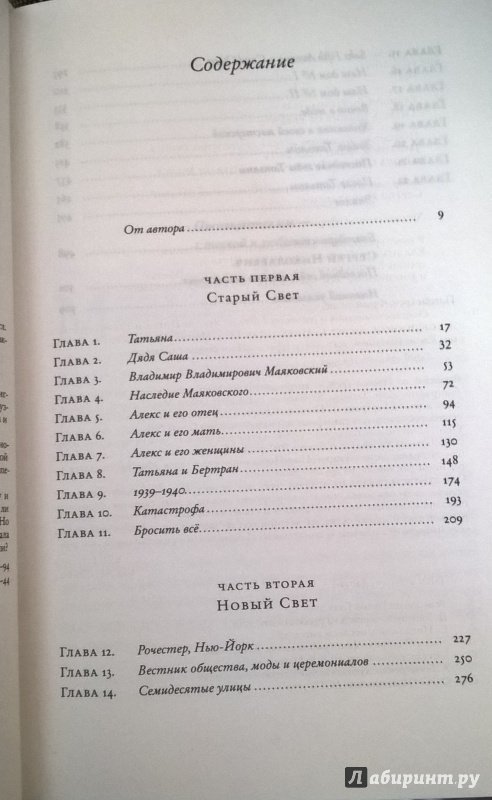 Содержание
От автора 9
ЧАСТЬ ПЕРВАЯ
Старый Свет
Глава 1. Татьяна 17
Глава 2. Дядя Саша 32
Глава 3. Владимир Владимирович Маяковский 53
Глава 4. Наследие Маяковского 72
Глава 5. Алекс и его отец 94
Глава 6. Алекс и его мать 115
Глава 7. Алекс и его женщины 130
Глава 8. Татьяна и Бертран 148
Глава 9. 1939–1940 174
Глава 10. Катастрофа 193
Глава 11. Бросить всё 209
ЧАСТЬ ВТОРАЯ
Новый Свет
Глава 12. Рочестер, Нью-Йорк 227
Глава 13. Вестник общества, моды и церемониалов 250
Глава 14. Семидесятые улицы 276
Лабиринт.ру